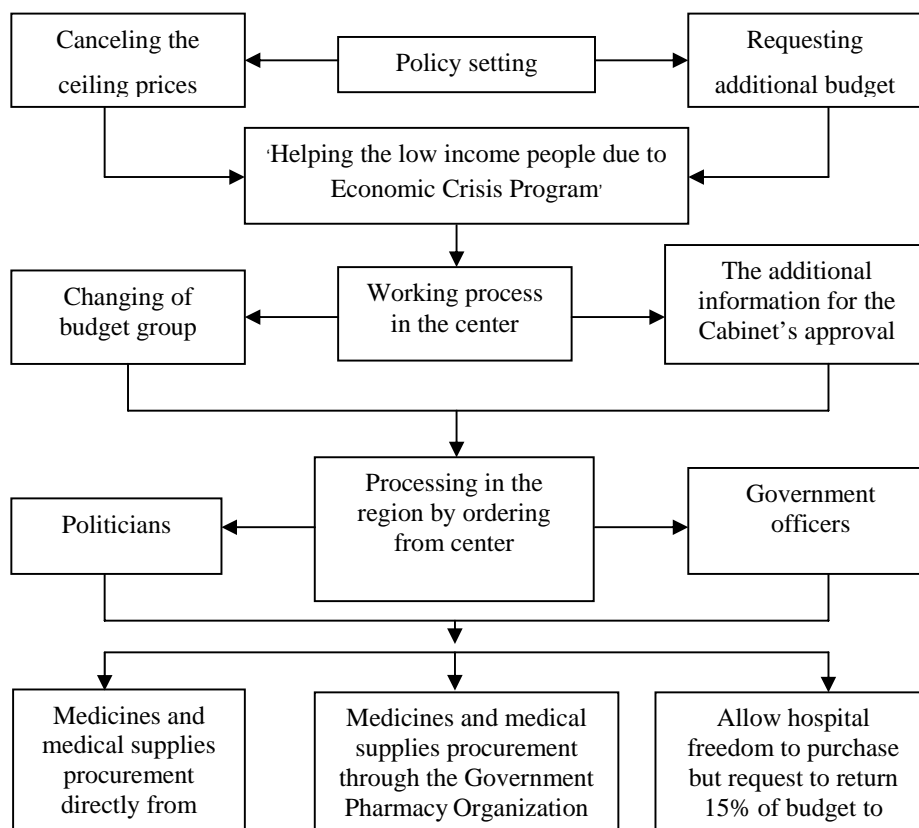 Canceling the
ceiling prices
Policy setting
Requesting
additional budget
'Helping the low income people due to
Economic Crisis Program'
Changing of
budget group
Working process
in the center
The additional
information for the
Cabinet's approval
Politicians
Processing in the
region by ordering
from center
Government
officers
Medicines and
medical supplies
procurement
directly from
Medicines and medical
supplies procurement
through the Government
Pharmacy Organization
Allow hospital
freedom to purchase
but request to return
15% of budget to